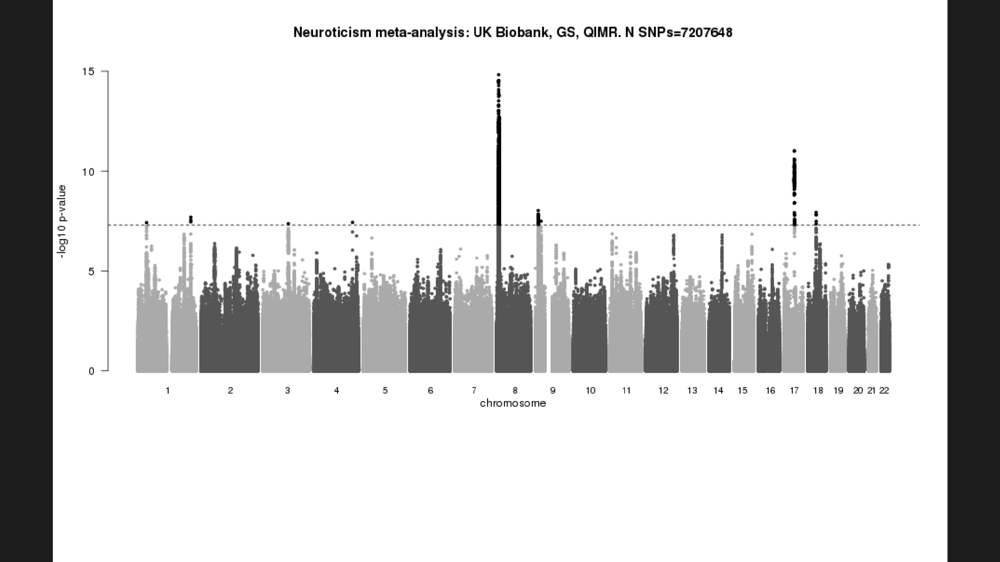 Neuroticism meta-analysis: UK Biobank, GS, QIMR. N SNPs=7207648
15
10
5
0
-log10 p-value
1 2 3 4 5 6 7 8 9 10 11 12 13 14 15 16 17 18 19 20 21 22
chromosome